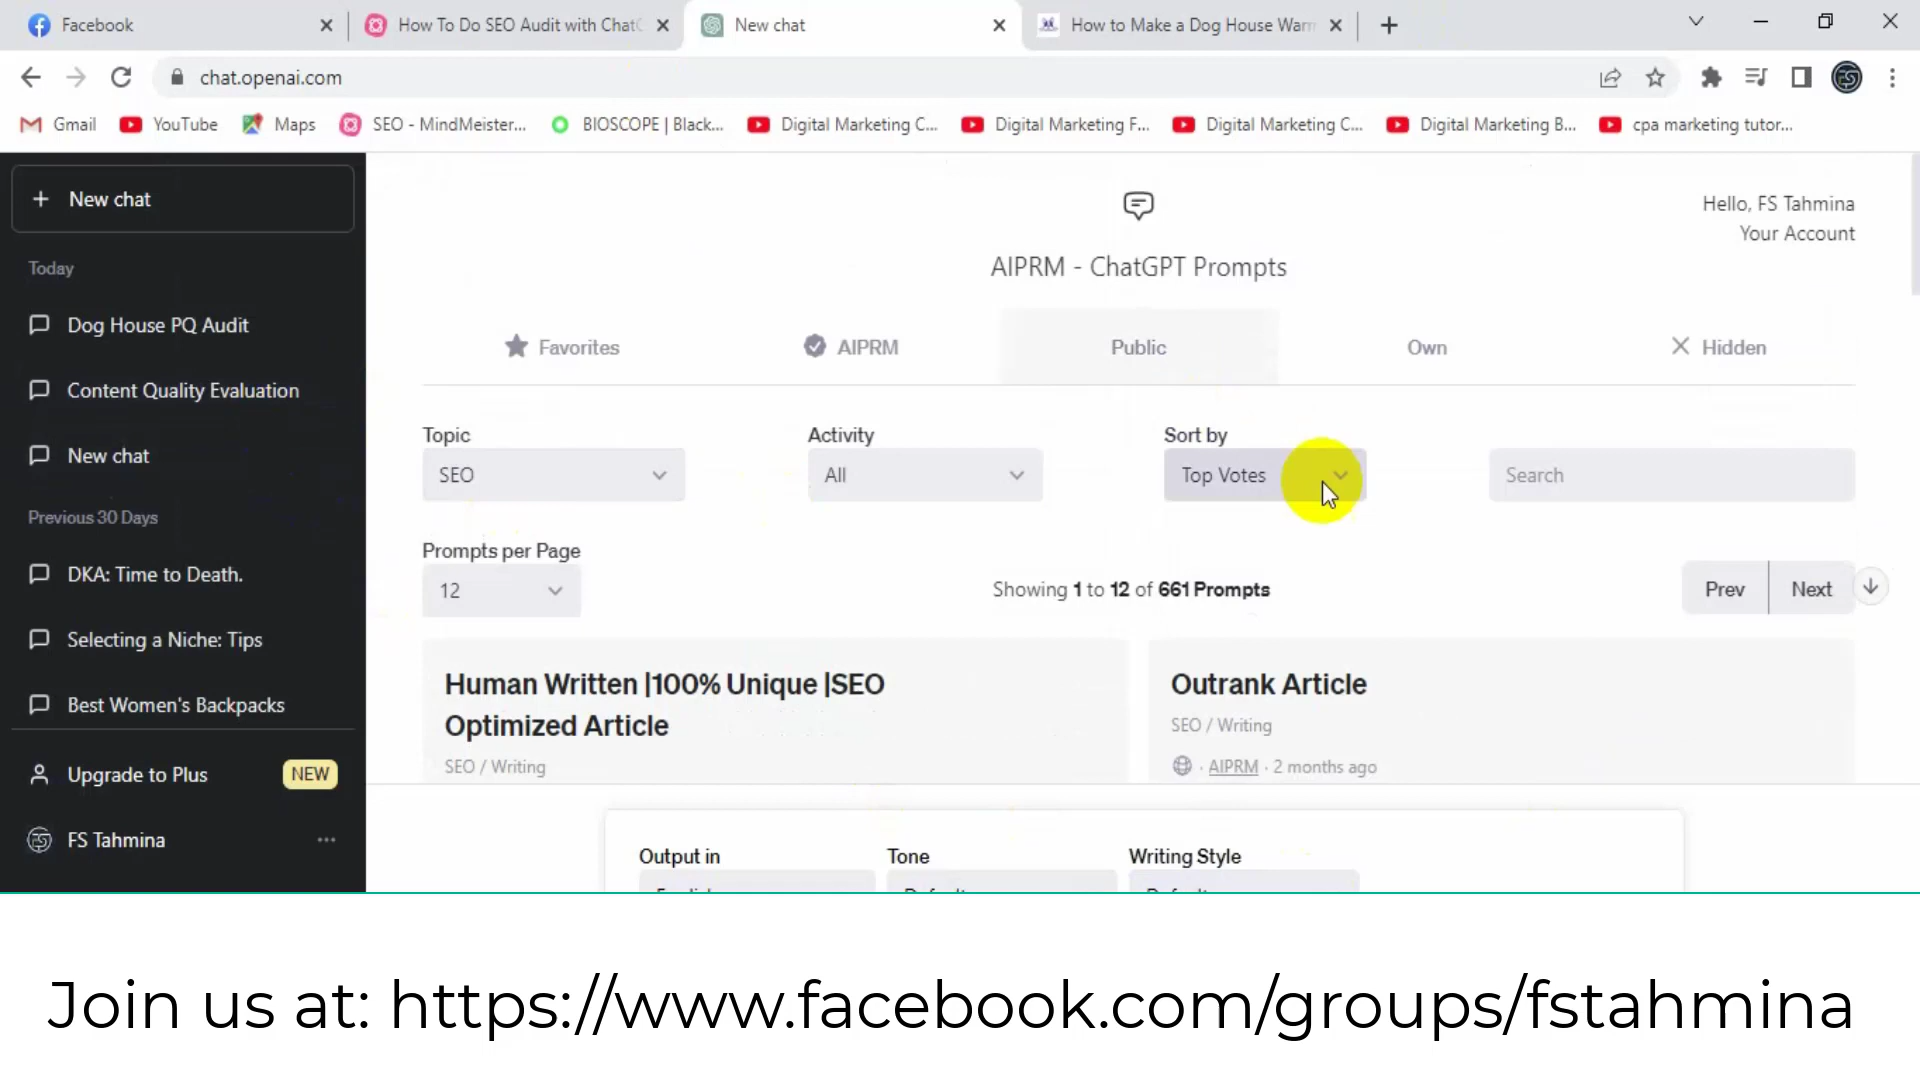 Facebook
How To Do SEO Audit with ChatG
New chat
How to Make a Dog House Warm
chat.openai.com
Gmail
YouTube
Maps
SEO - MindMeister...
BIOSCOPE | Black...
Digital Marketing C...
Digital Marketing F...
Digital Marketing C...
Digital Marketing B...
cpa marketing tutor...
New chat
Today
Dog House PQ Audit
Content Quality Evaluation
New chat
Previous 30 Days
DKA: Time to Death.
Selecting a Niche: Tips
Best Women's Backpacks
Upgrade to Plus
NEW
FS Tahmina
Hello, FS Tahmina
Your Account
AIPRM - ChatGPT Prompts
Favorites
AIPRM
Public
Own
Hidden
Topic
SEO
Activity
All
Sort by
Top Votes
Search
Prompts per Page
12
Showing 1 to 12 of 661 Prompts
Prev
Next
Human Written |100% Unique |SEO
Optimized Article
SEO / Writing
Outrank Article
SEO / Writing
· AIPRM · 2 months ago
Output in
Tone
Writing Style
Join us at: https://www.facebook.com/groups/fstahmina